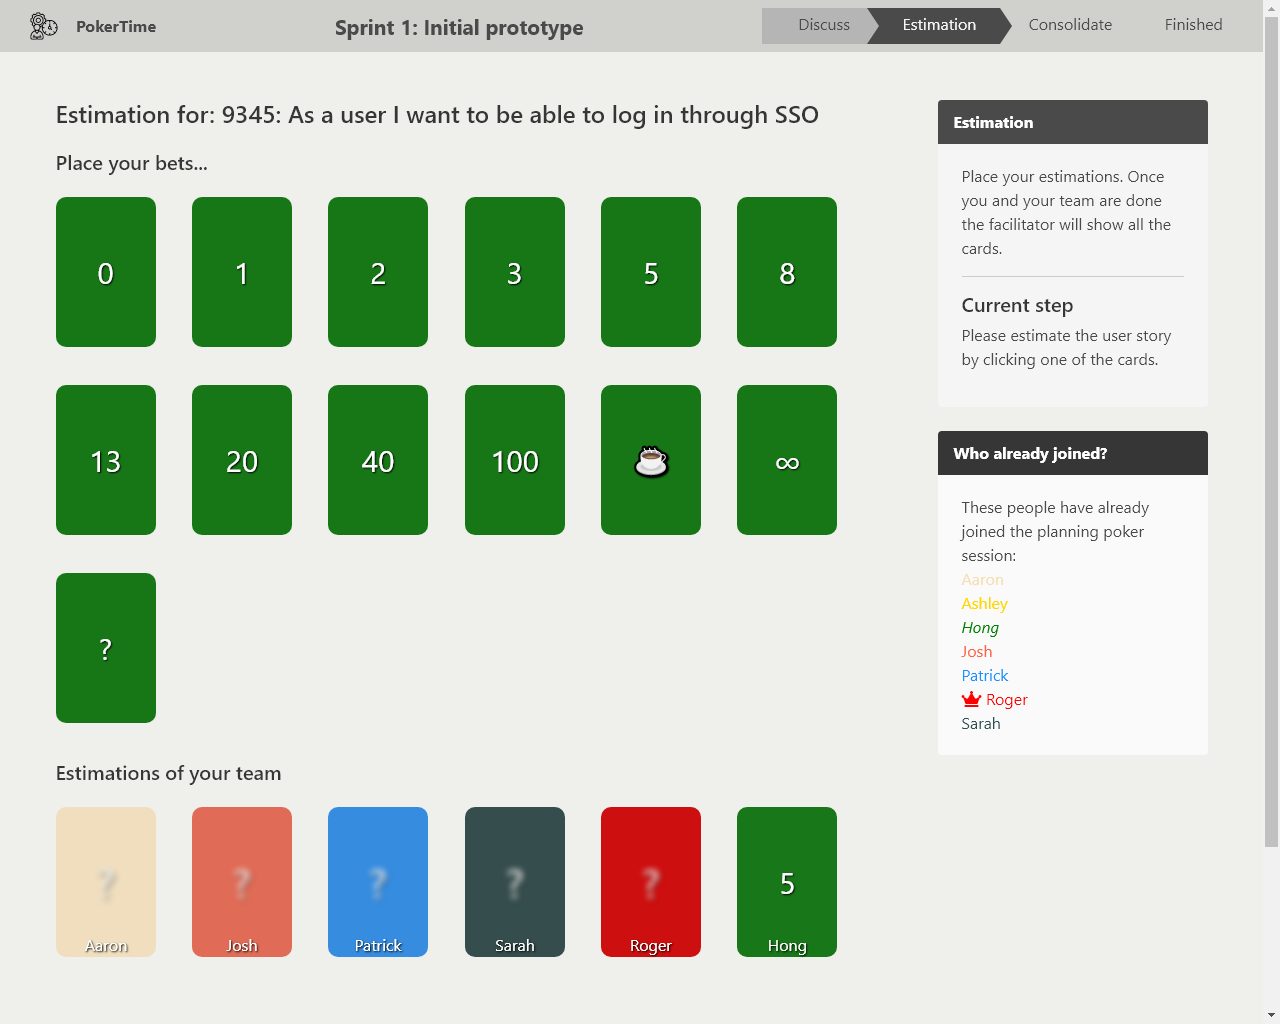 PokerTime
Sprint 1: Initial prototype
Discuss
Estimation
Consolidate
Finished
Estimation for: 9345: As a user I want to be able to log in through SSO
Place your bets...
0
1
2
3
5
8
13
20
40
100
∞
?
Estimations of your team
? ? ? ? ? 5
Aaron
Josh
Patrick
Sarah
Roger
Hong
Estimation
Place your estimations. Once
you and your team are done
the facilitator will show all the
cards.
Current step
Please estimate the user story
by clicking one of the cards.
Who already joined?
These people have already
joined the planning poker
session:
Aaron
Ashley
Hong
Josh
Patrick
Roger
Sarah